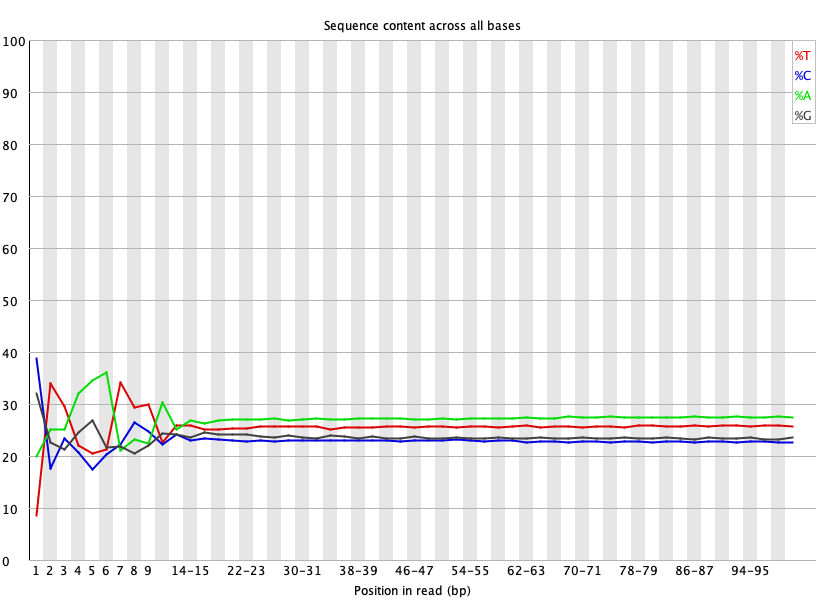 Sequence content across all bases
100
90
80
70
60
50
40
30
20
10
0
%T
%C
%A
%G
1 2 3 4 5 6 7 8 9 14-15 22-23 30-31 38-39 46-47 54-55 62-63 70-71 78-79 86-87 94-95
Position in read (bp)